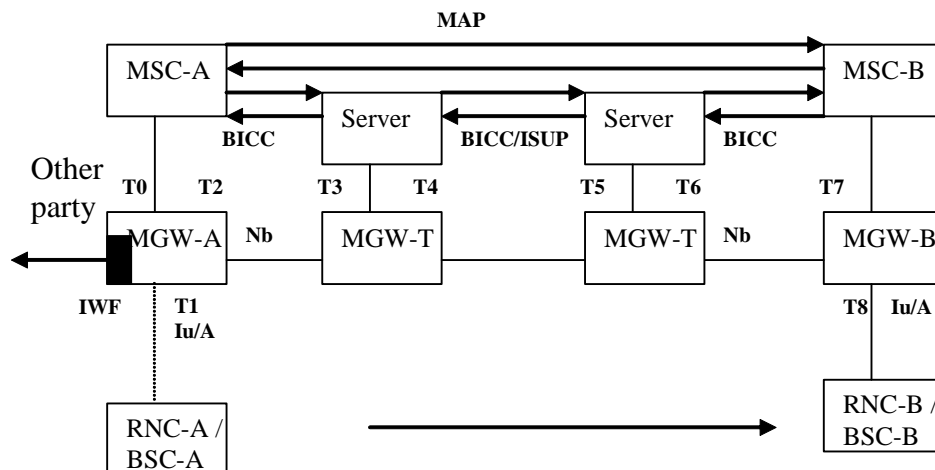 MAP
MSC-A
MSC-B
Server
Server
BICC
BICC/ISUP
BICC
Other
party
T0
T2
T3
T4
T5
T6
T7
MGW-A
Nb
MGW-T
MGW-T
Nb
MGW-B
IWF
T1
Iu/A
T8
Iu/A
RNC-A /
BSC-A
RNC-B /
BSC-B